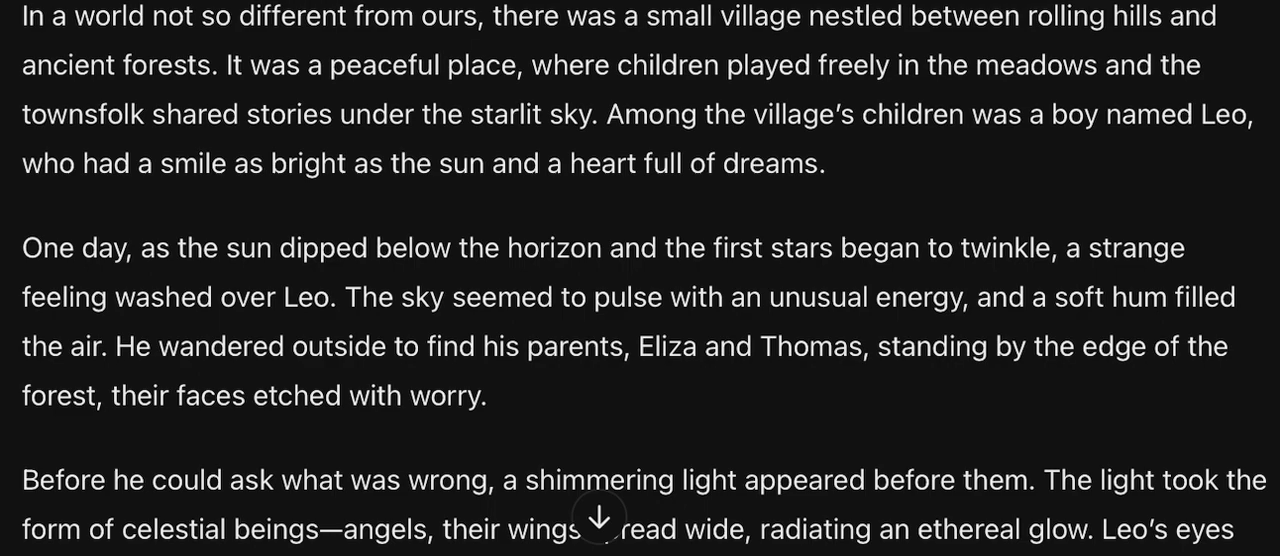 In a world not so different from ours, there was a small village nestled between rolling hills and
ancient forests. It was a peaceful place, where children played freely in the meadows and the
townsfolk shared stories under the starlit sky. Among the village’s children was a boy named Leo,
who had a smile as bright as the sun and a heart full of dreams.
One day, as the sun dipped below the horizon and the first stars began to twinkle, a strange
feeling washed over Leo. The sky seemed to pulse with an unusual energy, and a soft hum filled
the air. He wandered outside to find his parents, Eliza and Thomas, standing by the edge of the
forest, their faces etched with worry.
Before he could ask what was wrong, a shimmering light appeared before them. The light took the
form of celestial beings—angels, their wings wide, radiating an ethereal glow. Leo’s eyes